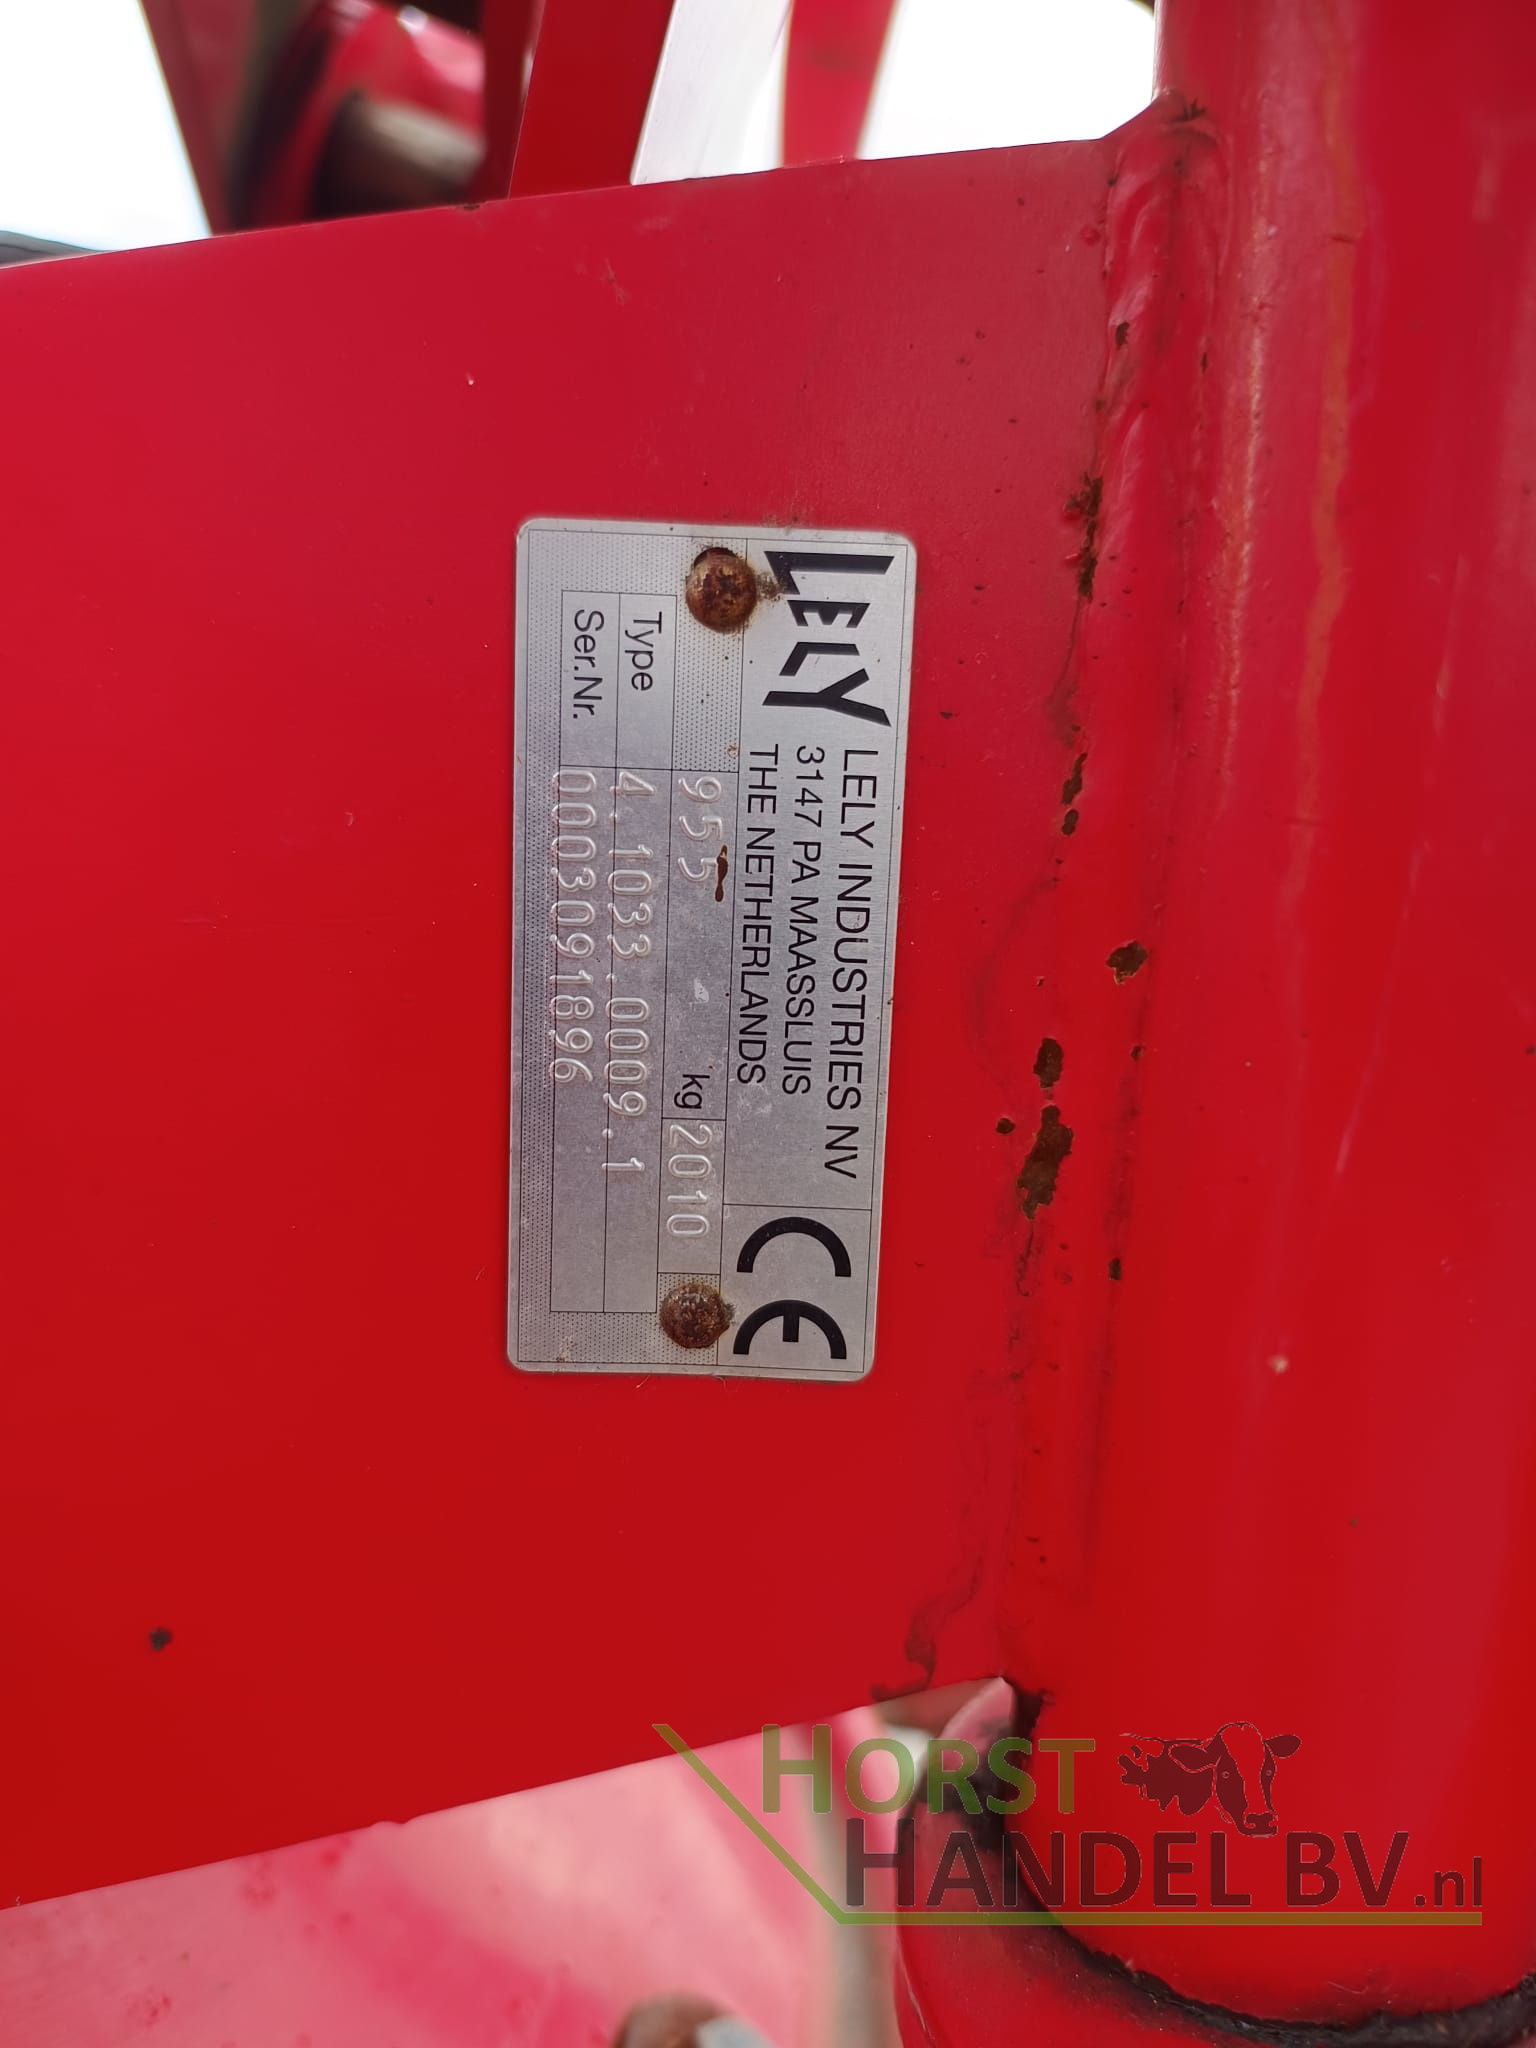 LELY
LELY INDUSTRIES NV
3147 PA MAASSLUIS
THE NETHERLANDS
CE
955 kg 2010
Type 4.1033.0009.1
Ser.Nr. 0003091896
HORST
HANDEL BV.nl